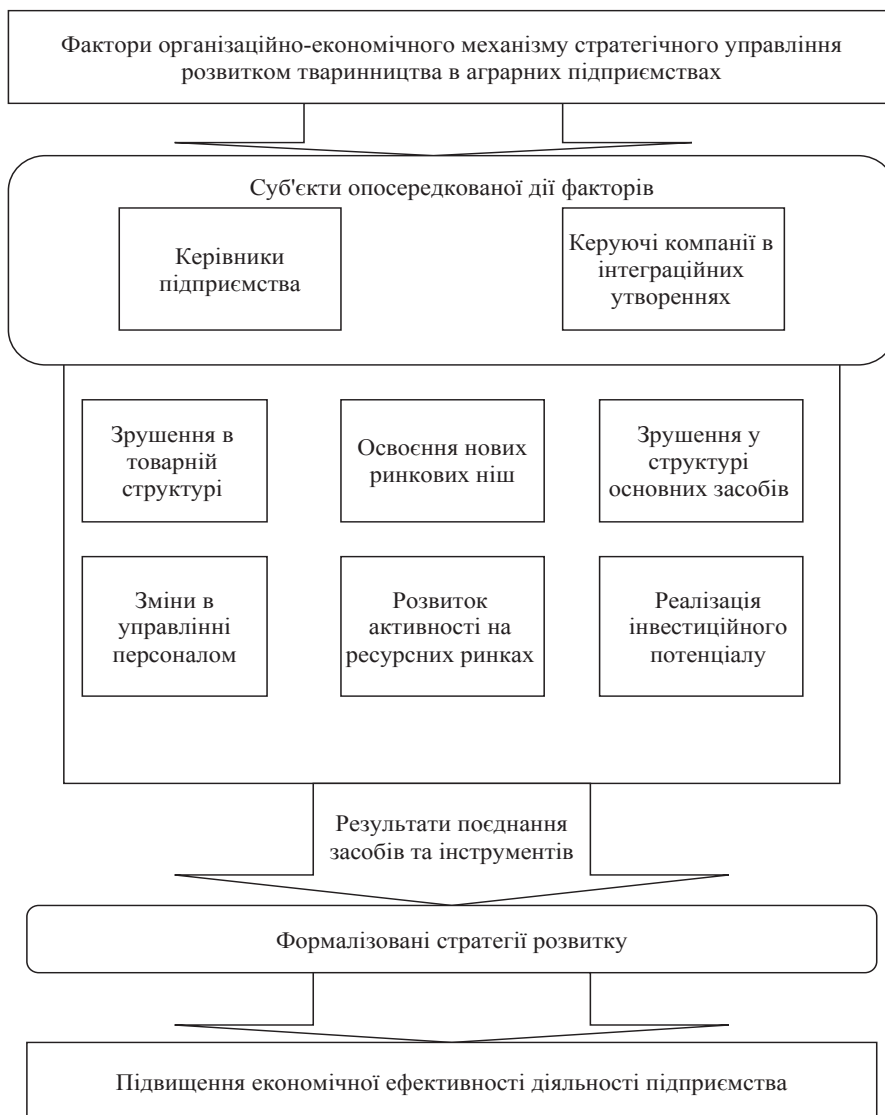 Фактори організаційно-економічного механізму стратегічного управління
розвитком тваринництва в аграрних підприємствах
Суб'єкти опосередкованої дії факторів
Керівники
підприємства
Керуючі компанії в
інтеграційних
утвореннях
Зрушення в
товарній
структурі
Освоєння нових
ринкових ніш
Зрушення у
структурі
основних засобів
Зміни в
управлінні
персоналом
Розвиток
активності на
ресурсних ринках
Реалізація
інвестиційного
потенціалу
Результати поєднання
засобів та інструментів
Формалізовані стратегії розвитку
Підвищення економічної ефективності діяльності підприємства